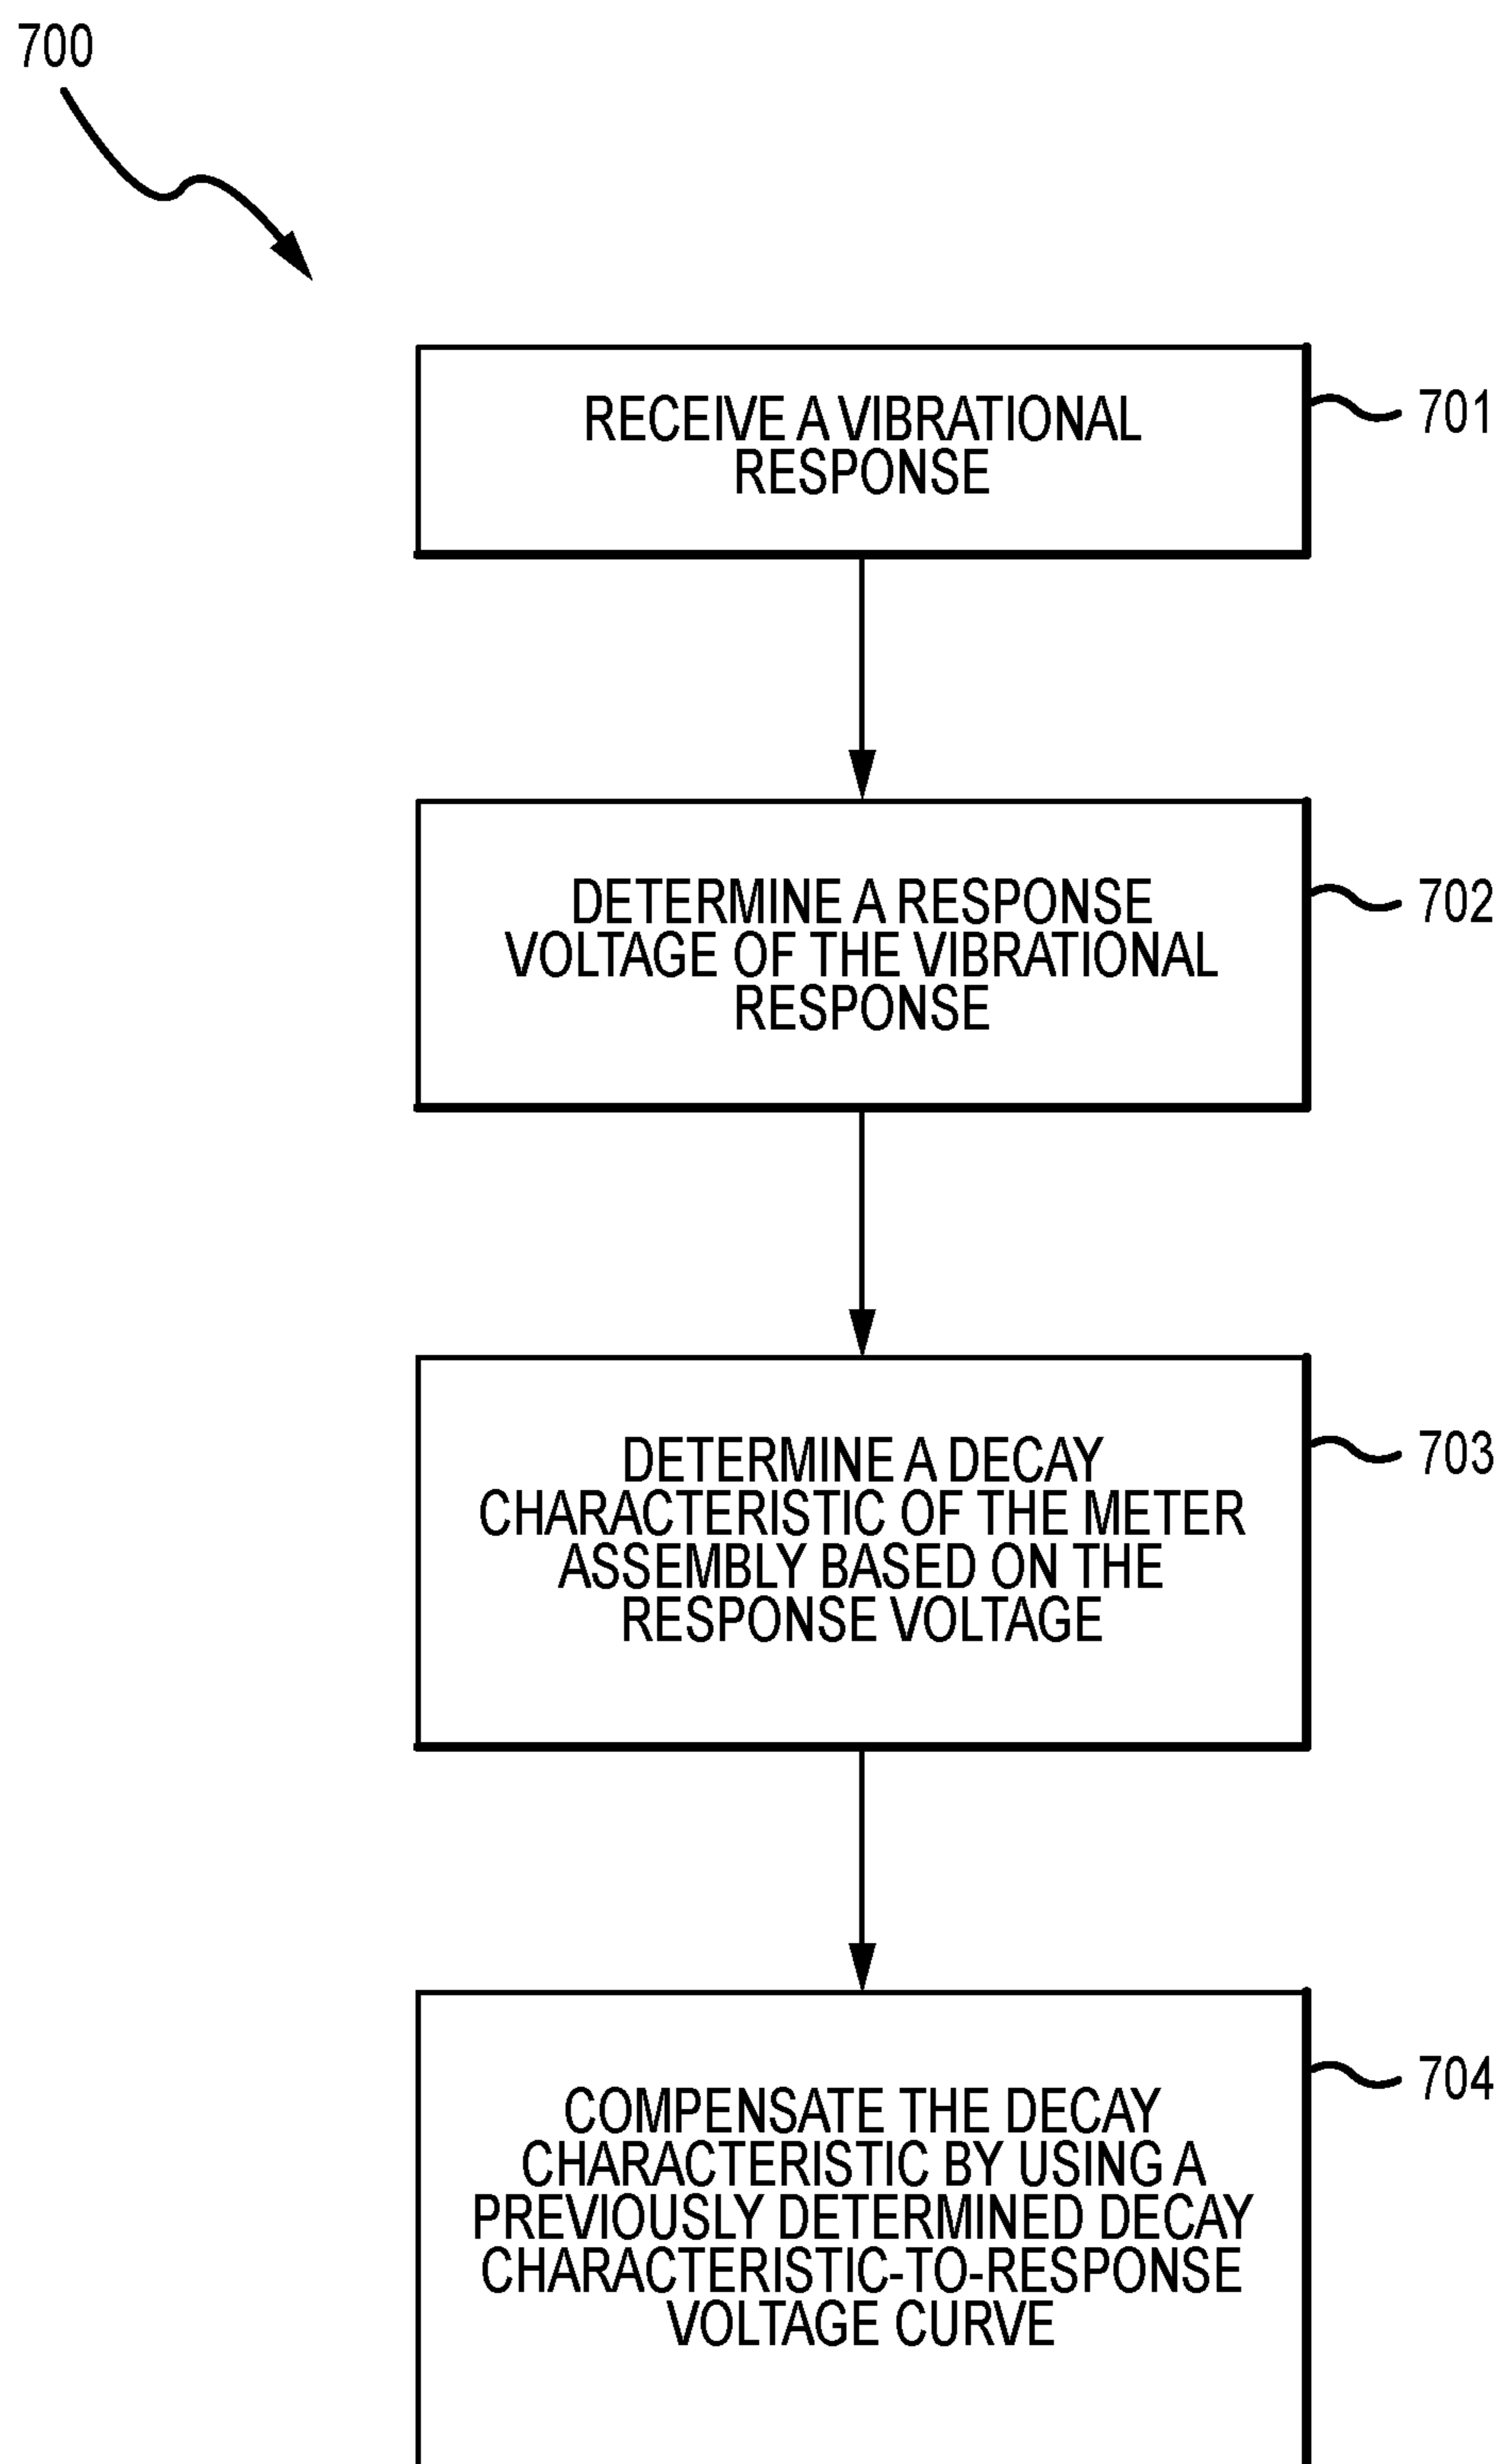 700
RECEIVE A VIBRATIONAL
RESPONSE
701
DETERMINE A RESPONSE
VOLTAGE OF THE VIBRATIONAL
RESPONSE
702
DETERMINE A DECAY
CHARACTERISTIC OF THE METER
ASSEMBLY BASED ON THE
RESPONSE VOLTAGE
703
COMPENSATE THE DECAY
CHARACTERISTIC BY USING A
PREVIOUSLY DETERMINED DECAY
CHARACTERISTIC-TO-RESPONSE
VOLTAGE CURVE
704